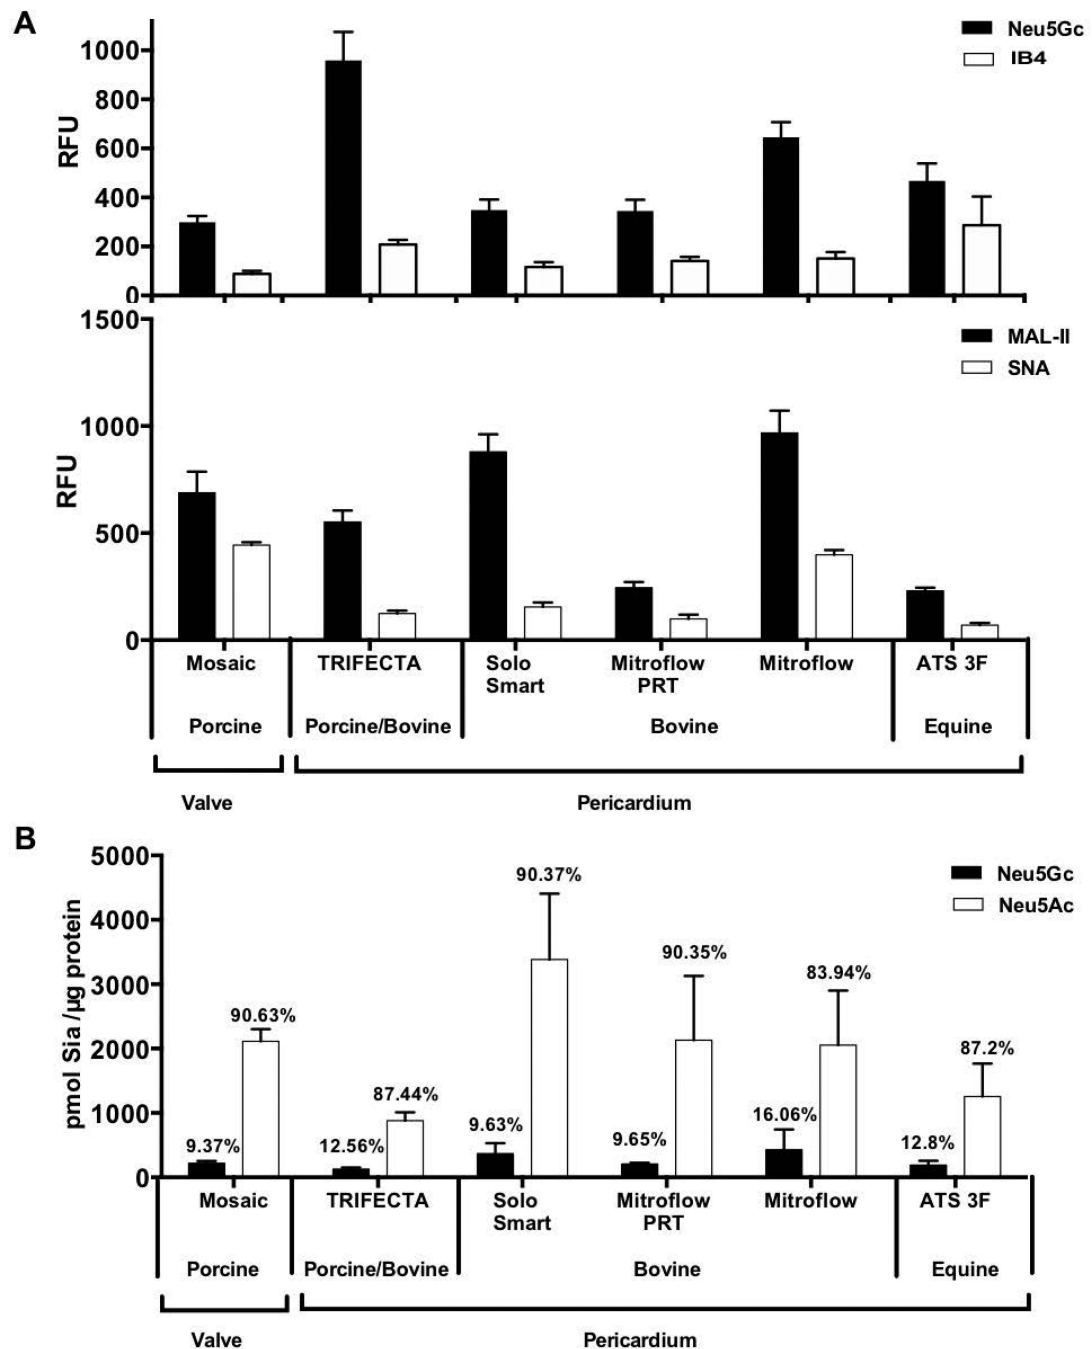 A
Neu5Gc
IB4
RFU
1000
800
600
400
200
0
MAL-II
SNA
RFU
1500
1000
500
0
Mosaic TRIFECTA Solo Smart Mitroflow PRT Mitroflow ATS 3F
Porcine Porcine/Bovine Bovine Equine
Valve Pericardium
B
Neu5Gc
Neu5Ac
pmol Sia /µg protein
5000
4000
3000
2000
1000
0
9.37% 90.63% 12.56% 87.44% 9.63% 90.37% 9.65% 90.35% 16.06% 83.94% 12.8% 87.2%
Mosaic TRIFECTA Solo Smart Mitroflow PRT Mitroflow ATS 3F
Porcine Porcine/Bovine Bovine Equine
Valve Pericardium